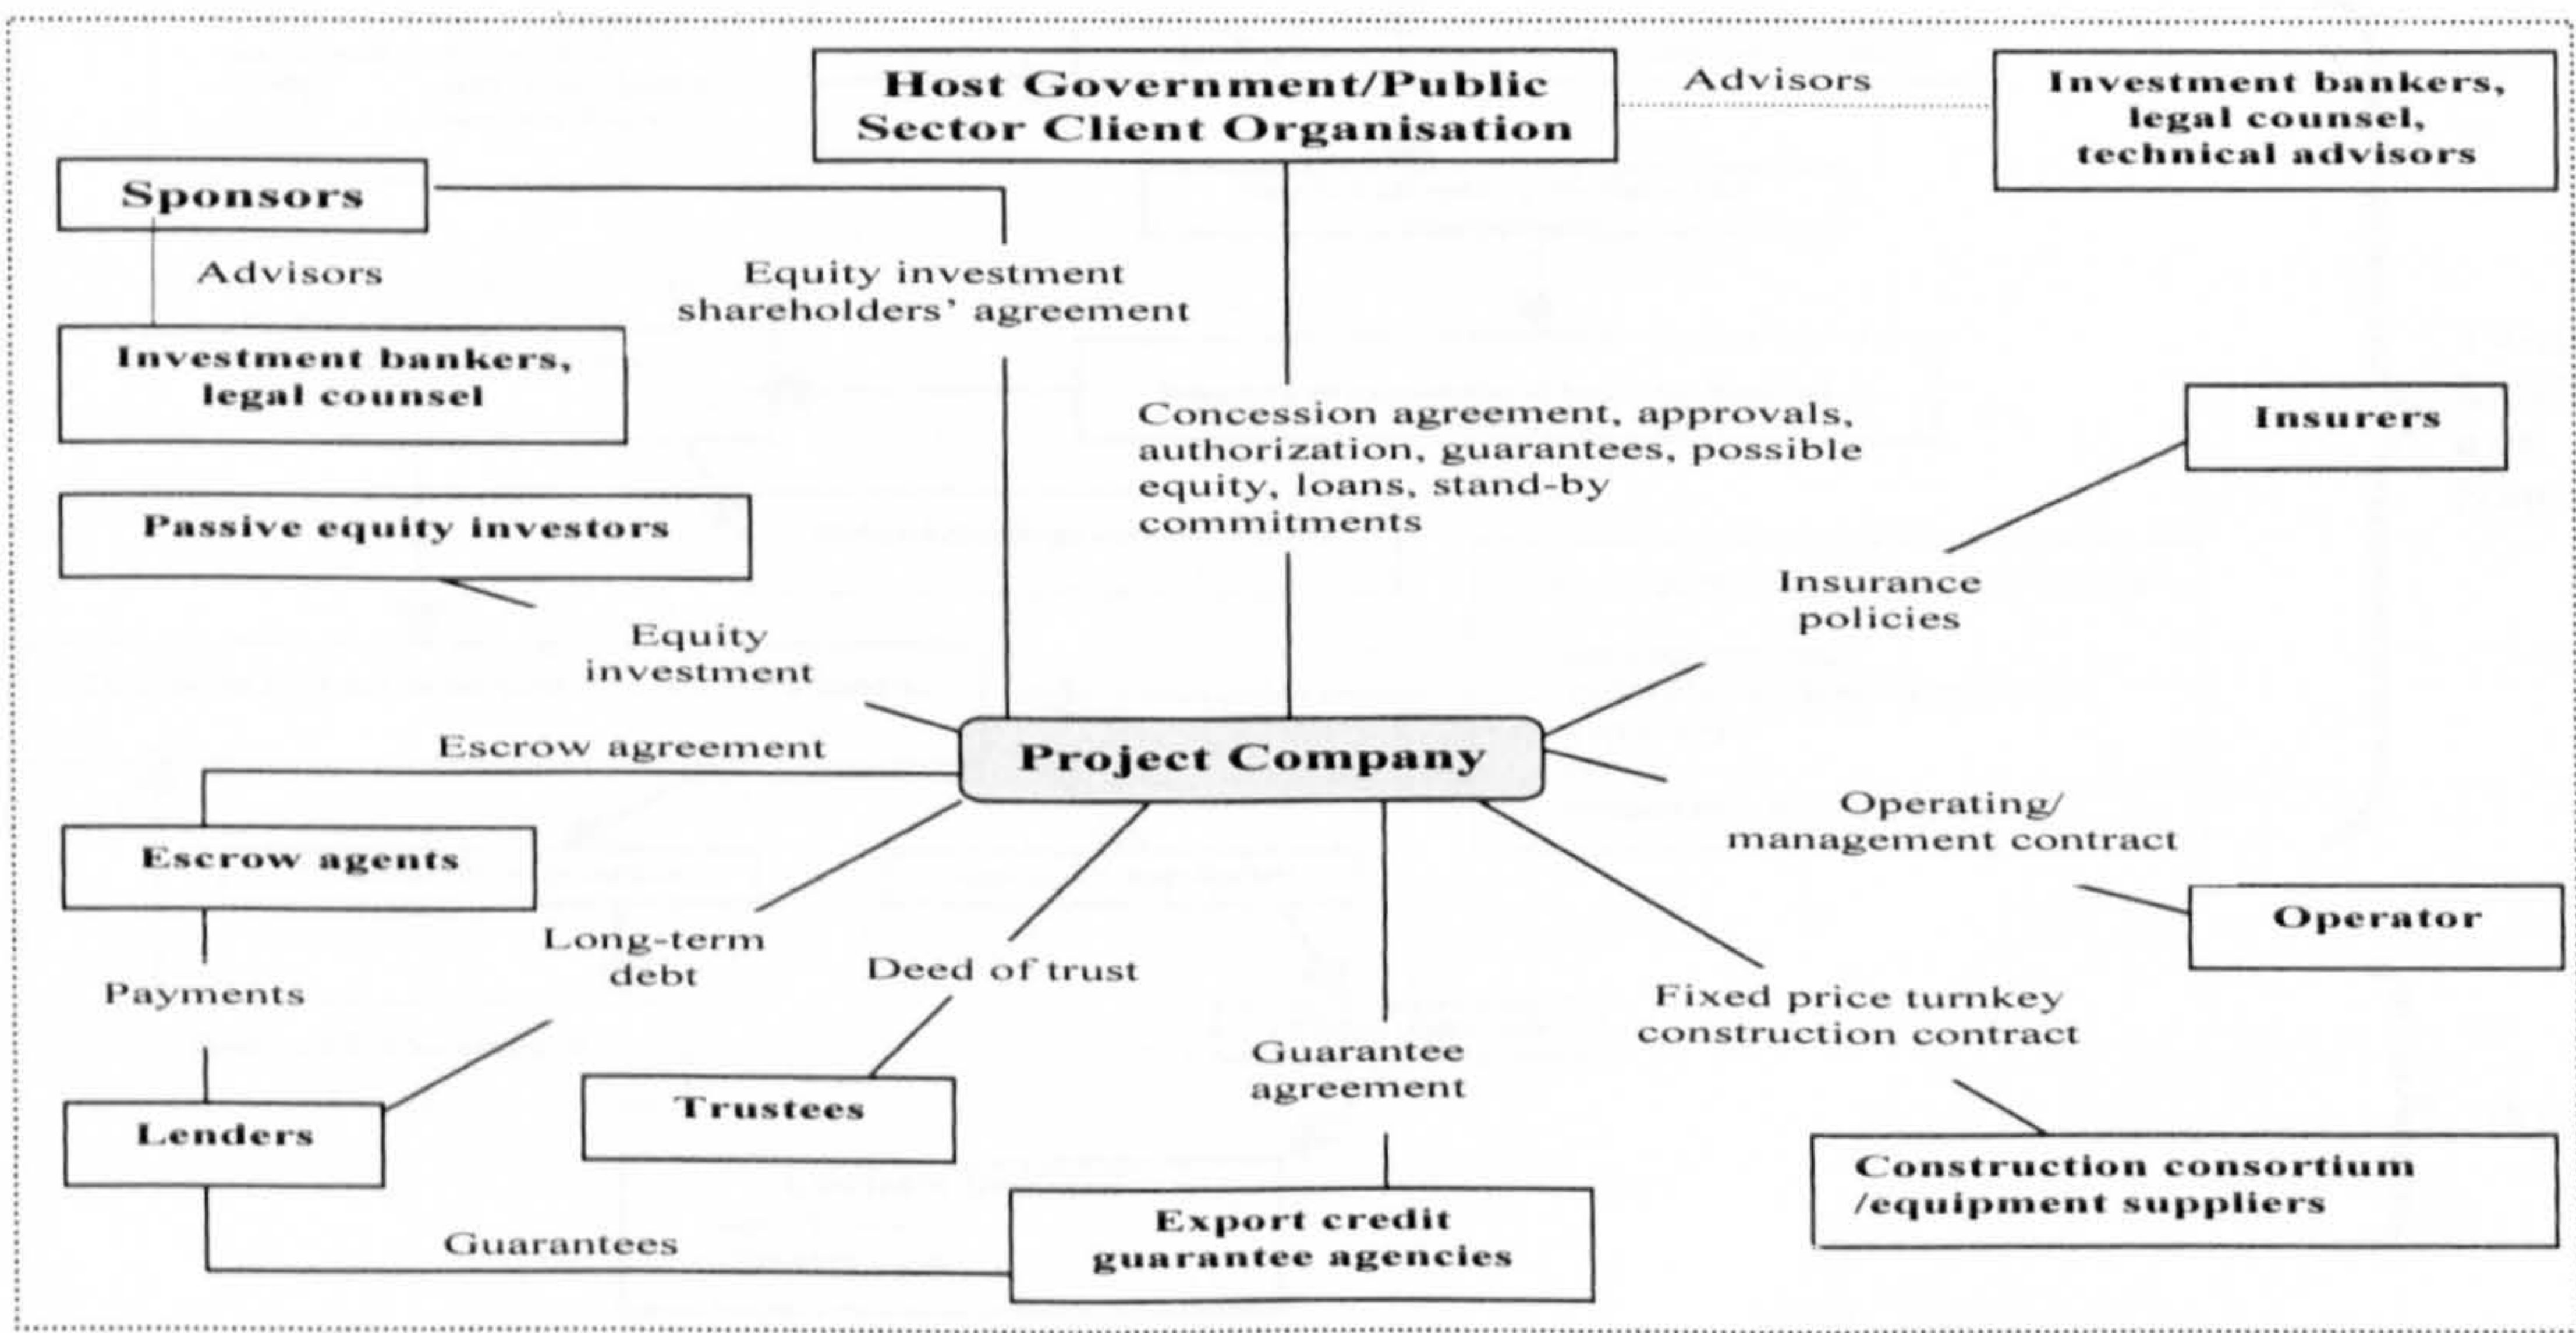 Host Government/Public
Sector Client Organisation
Advisors
Investment bankers,
legal counsel,
technical advisors
Sponsors
Advisors
Equity investment
shareholders’ agreement
Investment bankers,
legal counsel
Concession agreement, approvals,
authorization, guarantees, possible
equity, loans, stand-by
commitments
Insurers
Passive equity investors
Insurance
policies
Equity
investment
Escrow agreement
Project Company
Operating/
management contract
Escrow agents
Operator
Long-term
debt
Deed of trust
Payments
Fixed price turnkey
construction contract
Guarantee
agreement
Trustees
Lenders
Construction consortium
/equipment suppliers
Export credit
guarantee agencies
Guarantees